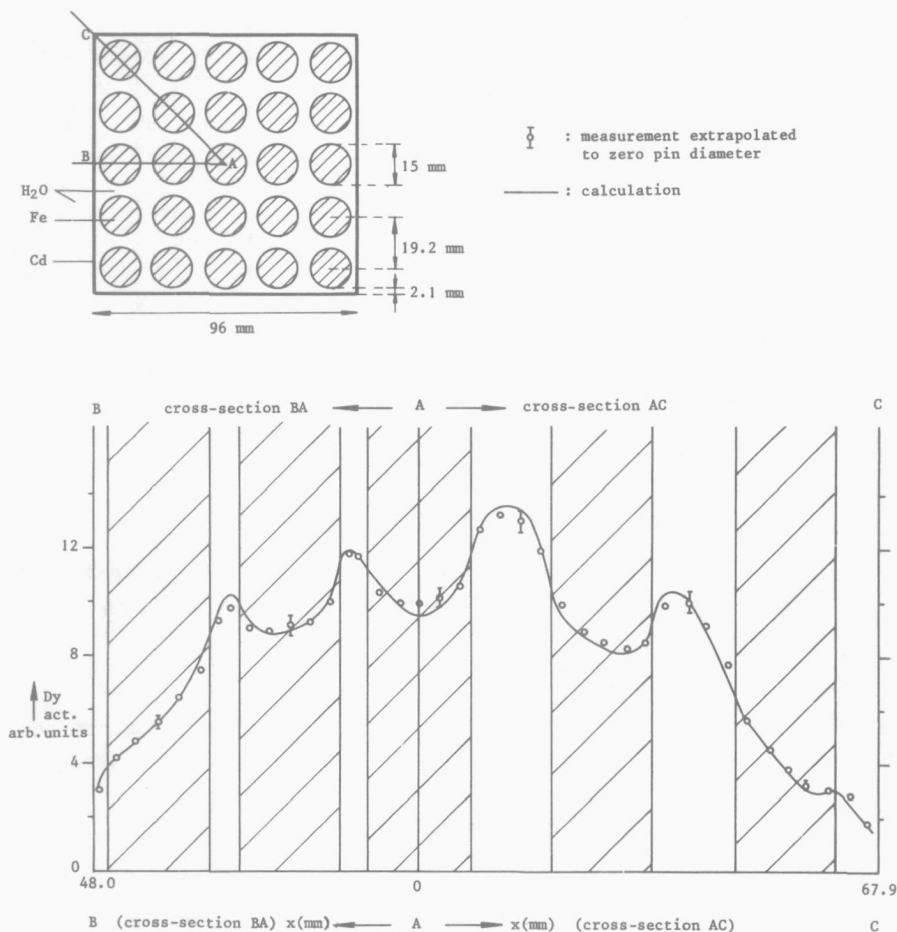 C
B
A
H2O
Fe
Cd
15 mm
19.2 mm
2.1 mm
96 mm
: measurement extrapolated
to zero pin diameter
: calculation
B cross-section BA A cross-section AC C
12
8
Dy
act.
arb.units
4
0
48.0 0 67.9
B (cross-section BA) x(mm) A x(mm) (cross-section AC) C